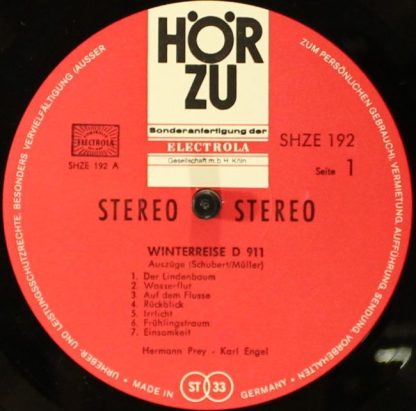 HÖR
ZU
Sonderanfertigung der
ELECTROLA
Gesellschaft m.b.H. Köln
ELECTROLA
SHZE 192 A
SHZE 192
Seite 1
STEREO STEREO
WINTERREISE D 911
Auszüge (Schubert/Müller)
1. Der Lindenbaum
2. Wasserflut
3. Auf dem Flusse
4. Rückblick
5. Irrlicht
6. Frühlingstraum
7. Einsamkeit
Hermann Prey - Karl Engel
URHEBER- UND LEISTUNGSSCHUTZRECHTE, BESONDERS VERVIELFÄLTIGUNG (AUSSER
ZUM PERSÖNLICHEN GEBRAUCH), VERMIETUNG, AUFFÜHRUNG, SENDUNG, VORBEHALTEN
• MADE IN ST 33 GERMANY •